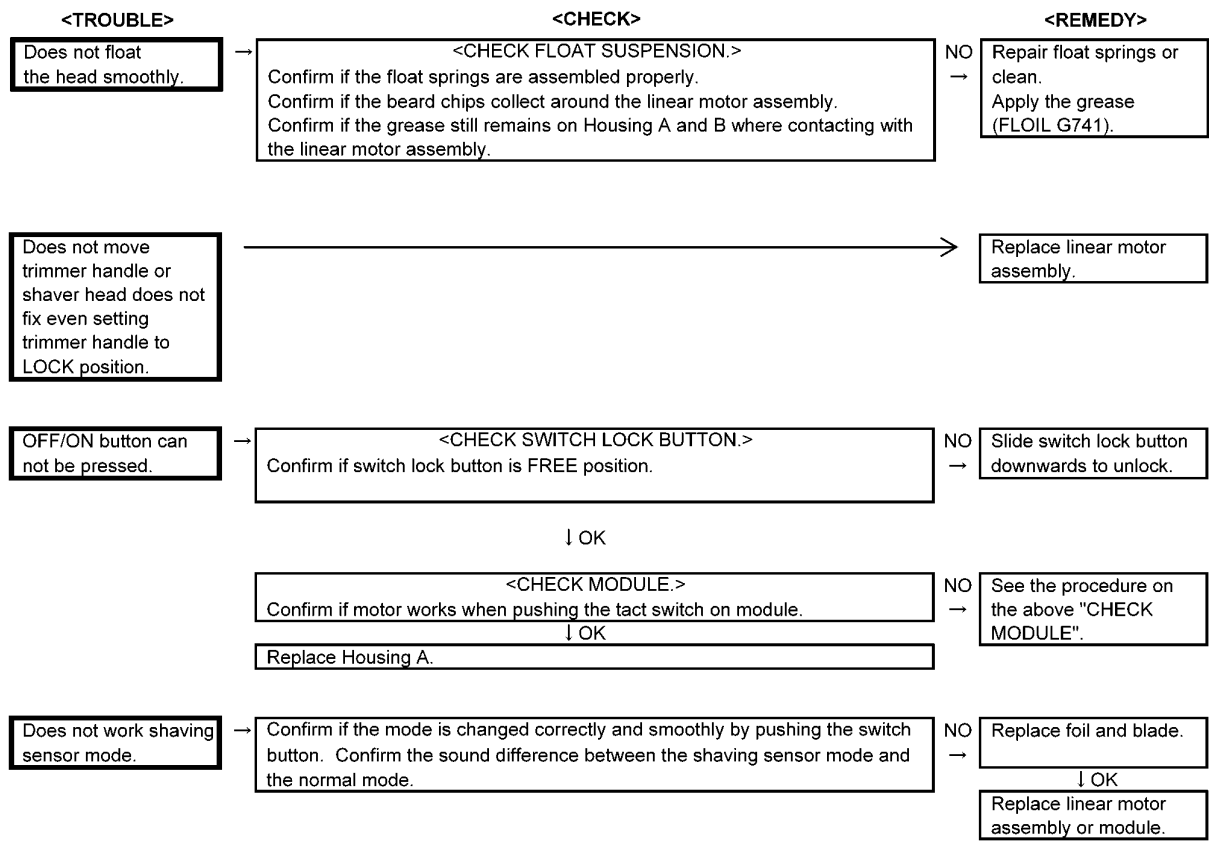 <TROUBLE>
<CHECK>
<REMEDY>
Does not float
the head smoothly.
→
<CHECK FLOAT SUSPENSION.>
Confirm if the float springs are assembled properly.
Confirm if the beard chips collect around the linear motor assembly.
Confirm if the grease still remains on Housing A and B where contacting with
the linear motor assembly.
NO
→
Repair float springs or
clean.
Apply the grease
(FLOIL G741).
Does not move
trimmer handle or
shaver head does not
fix even setting
trimmer handle to
LOCK position.
Replace linear motor
assembly.
OFF/ON button can
not be pressed.
→
<CHECK SWITCH LOCK BUTTON.>
Confirm if switch lock button is FREE position.
NO
→
Slide switch lock button
downwards to unlock.
↓ OK
<CHECK MODULE.>
Confirm if motor works when pushing the tact switch on module.
NO
→
See the procedure on
the above "CHECK
MODULE".
↓ OK
Replace Housing A.
Does not work shaving
sensor mode.
→
Confirm if the mode is changed correctly and smoothly by pushing the switch
button. Confirm the sound difference between the shaving sensor mode and
the normal mode.
NO
→
Replace foil and blade.
↓ OK
Replace linear motor
assembly or module.